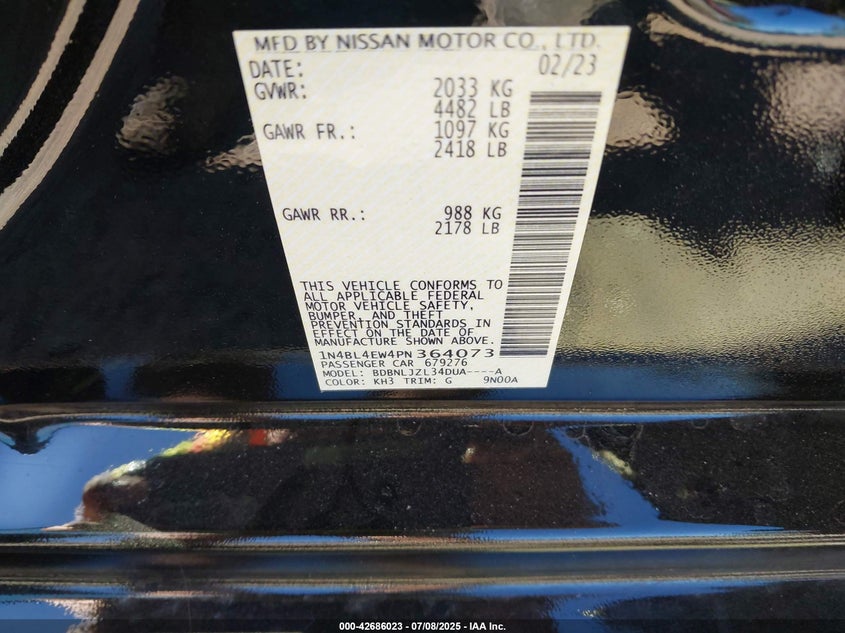 MFD BY NISSAN MOTOR CO., LTD.
DATE: 02/23
GVWR: 2033 KG
4482 LB
GAWR FR.: 1097 KG
2418 LB
GAWR RR.: 988 KG
2178 LB
THIS VEHICLE CONFORMS TO
ALL APPLICABLE FEDERAL
MOTOR VEHICLE SAFETY,
BUMPER, AND THEFT
PREVENTION STANDARDS IN
EFFECT ON THE DATE OF
MANUFACTURE SHOWN ABOVE.
1N4BL4EW4PN364073
PASSENGER CAR 679276
MODEL: BDBNLJZL34DUA----A
COLOR: KH3 TRIM: G 9N00A
000-42686023 - 07/08/2025 - IAA Inc.